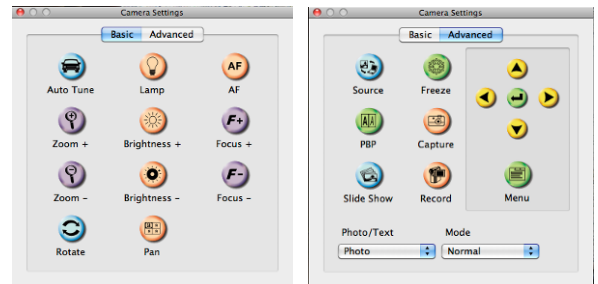 Camera Settings
Basic Advanced
AF
Auto Tune Lamp AF
F+
Zoom + Brightness + Focus +
F-
Zoom - Brightness - Focus -
Rotate Pan
Camera Settings
Basic Advanced
Source Freeze
AA
PBP Capture
Slide Show Record Menu
Photo/Text Mode
Photo Normal